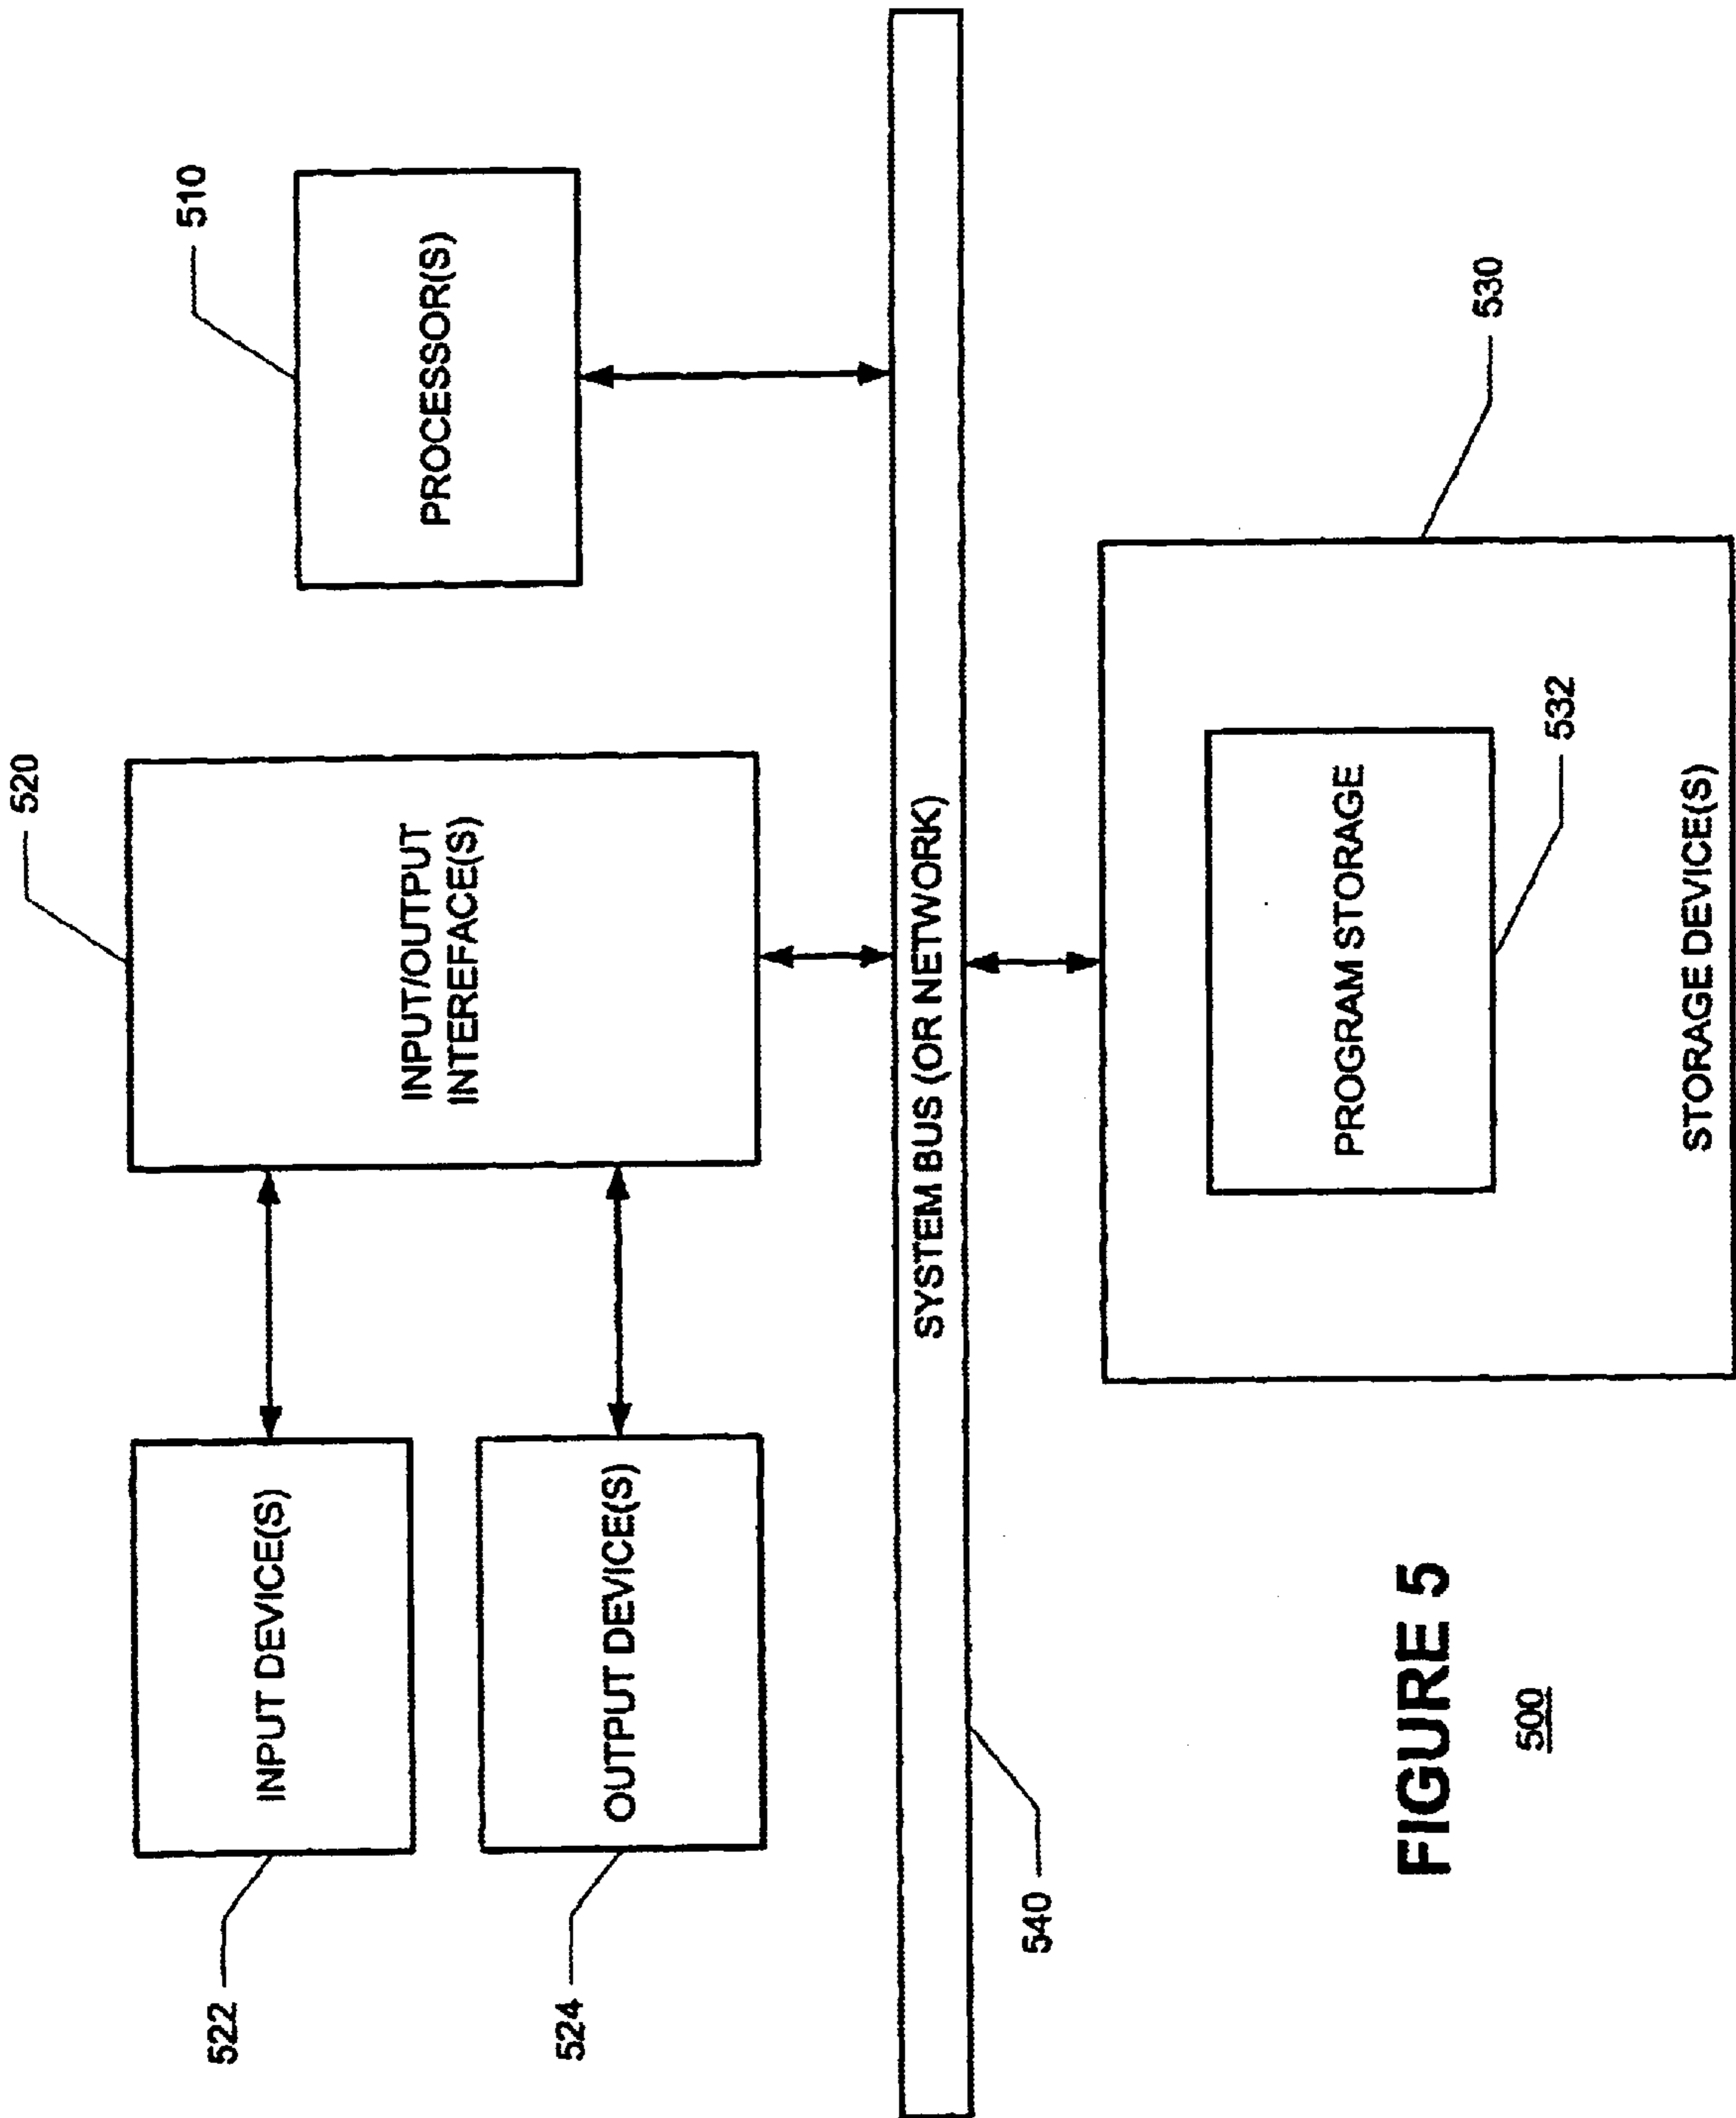 520
510
522
INPUT DEVICE(S)
INPUT/OUTPUT
INTEREFACE(S)
PROCESSOR(S)
524
OUTPUT DEVICE(S)
SYSTEM BUS (OR NETWORK)
540
PROGRAM STORAGE
530
532
STORAGE DEVICE(S)
FIGURE 5
500